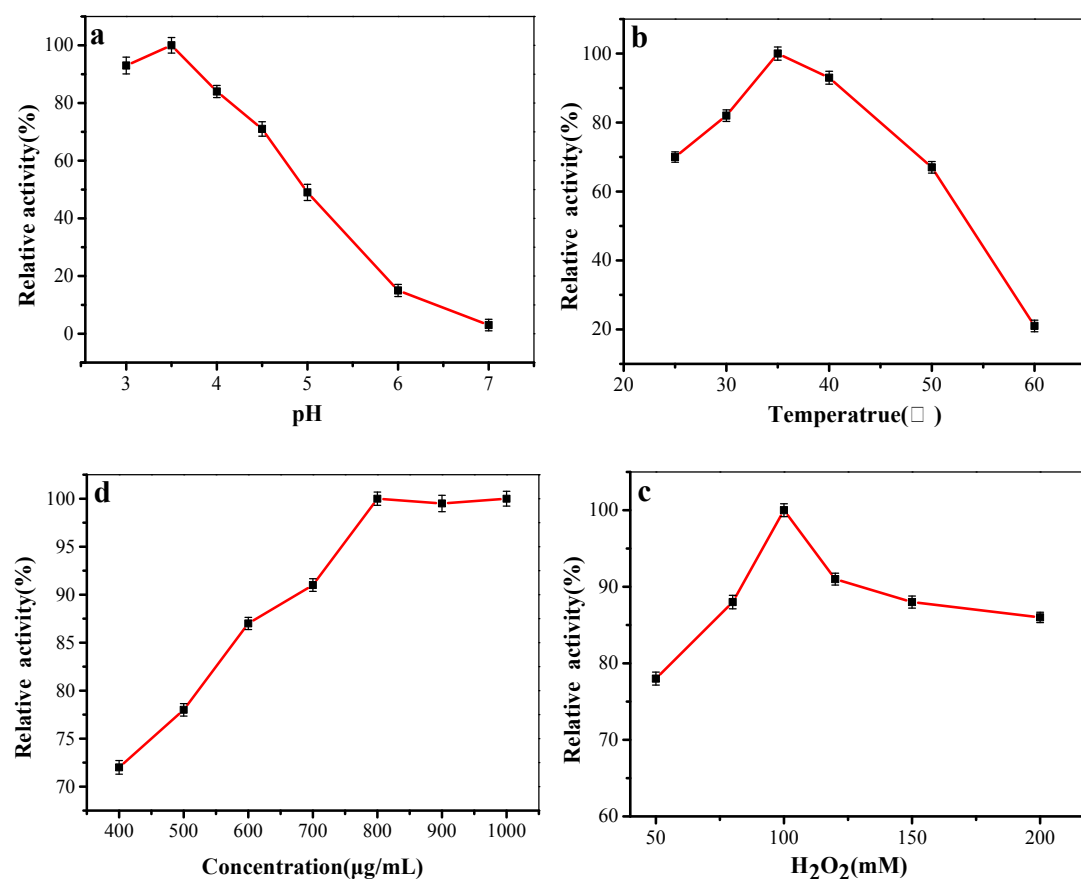 a
Relative activity(%)
100
80
60
40
20
0
3 4 5 6 7
pH
b
Relative activity(%)
100
80
60
40
20
20 30 40 50 60
Temperatrue(□ )
d
Relative activity(%)
100
95
90
85
80
75
70
400 500 600 700 800 900 1000
Concentration(μg/mL)
c
Relative activity(%)
100
90
80
70
60
50 100 150 200
H₂O₂(mM)